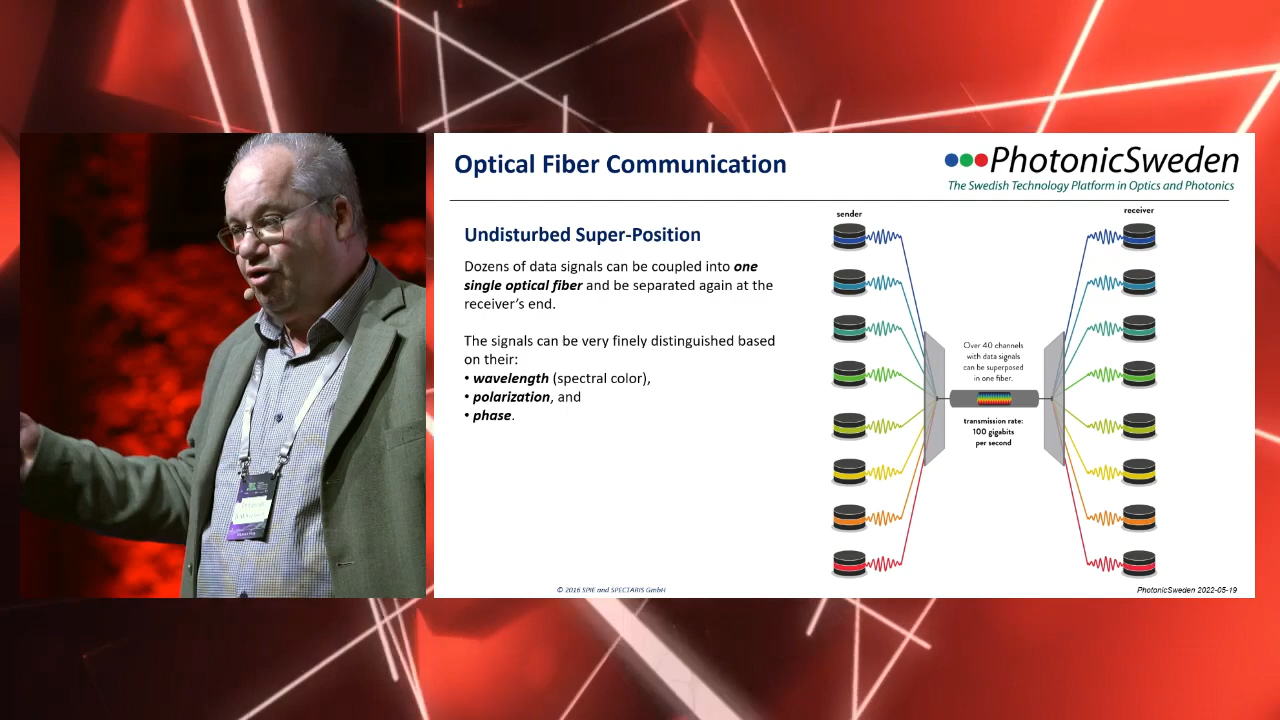 Optical Fiber Communication
PhotonicSweden
The Swedish Technology Platform in Optics and Photonics
Undisturbed Super-Position
Dozens of data signals can be coupled into one
single optical fiber and be separated again at the
receiver's end.
The signals can be very finely distinguished based
on their:
• wavelength (spectral color),
• polarization, and
• phase.
sender
receiver
Over 40 channels
with data signals
can be superposed
in one fiber.
transmission rate:
100 gigabits
per second
© 2016 SPIE and SPECTARIS GmbH
PhotonicSweden 2022-05-19